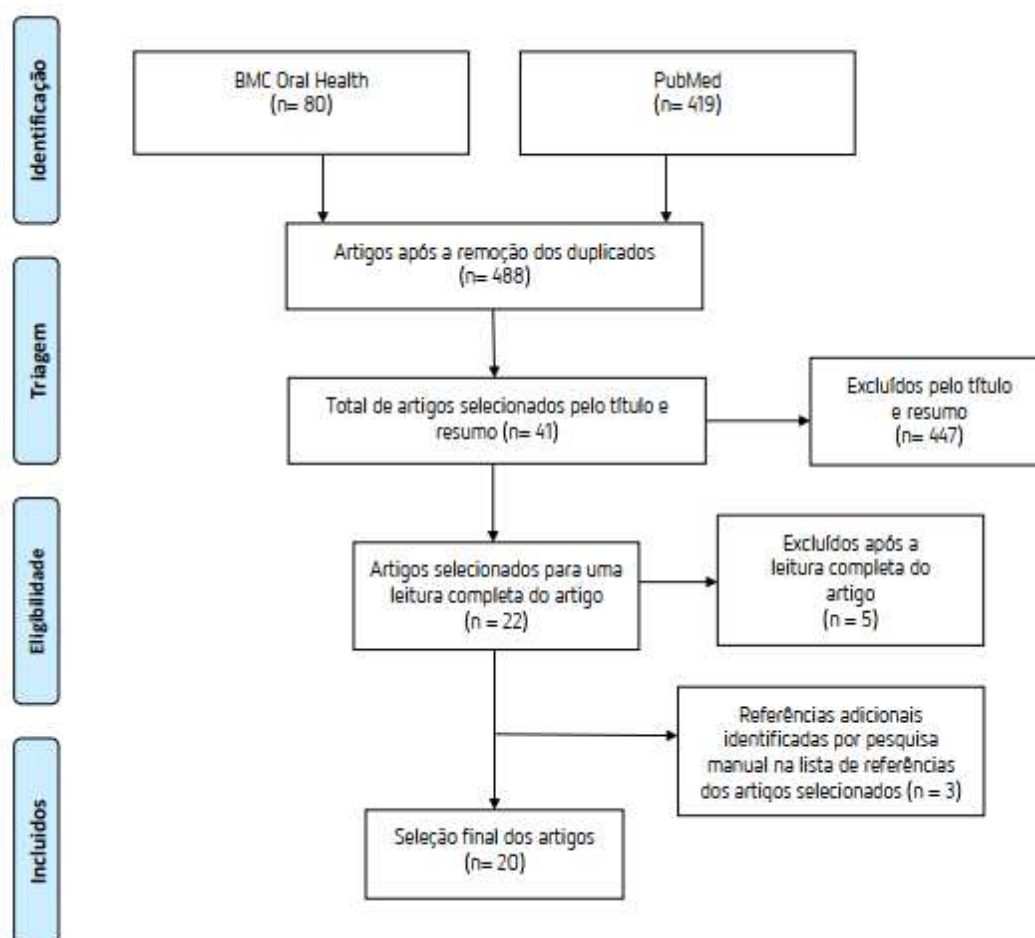 Identificação
BMC Oral Health
(n= 80)
PubMed
(n= 419)
Artigos após a remoção dos duplicados
(n= 488)
Triagem
Total de artigos selecionados pelo título e
resumo (n= 41)
Excluídos pelo título
e resumo
(n= 447)
Eligibilidade
Artigos selecionados para uma
leitura completa do artigo
(n = 22)
Excluídos após a
leitura completa do
artigo
(n = 5)
Referências adicionais
identificadas por pesquisa
manual na lista de referências
dos artigos selecionados (n = 3)
Incluidos
Seleção final dos artigos
(n= 20)